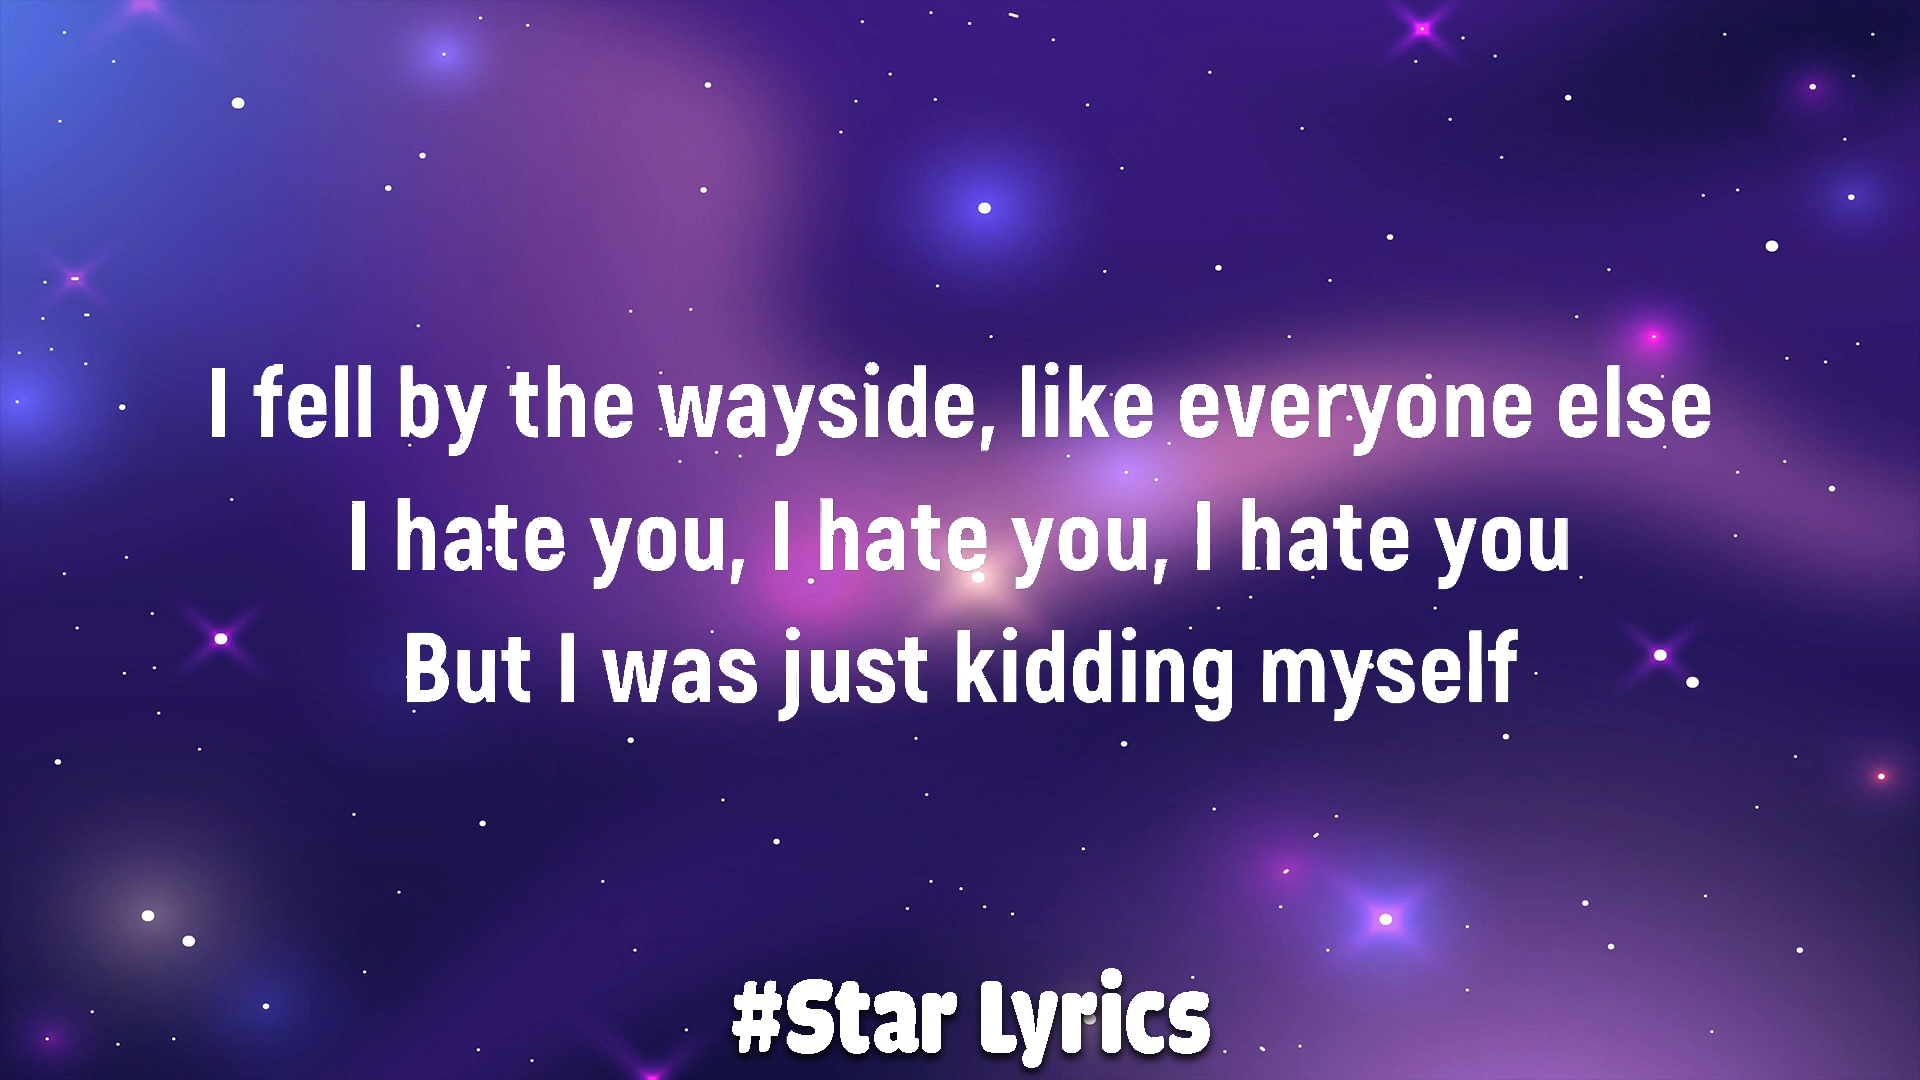 I fell by the wayside, like everyone else
I hate you, I hate you, I hate you
But I was just kidding myself
#Star Lyrics